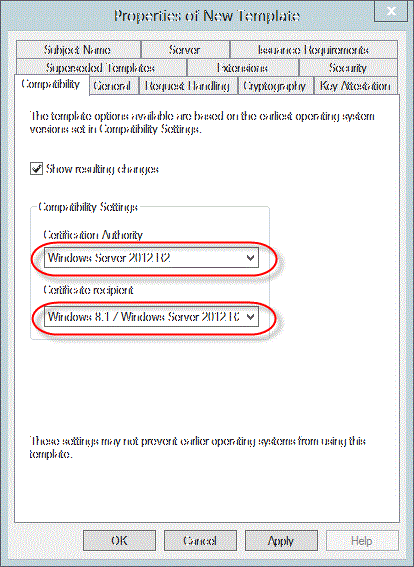 Properties of New Template
x
Subject Name Server Issuance Requirements
Superseded Templates Extensions Security
Compatibility General Request Handling Cryptography Key Attestation
The template options available are based on the earliest operating system
versions set in Compatibility Settings.
Show resulting changes
Compatibility Settings
Certification Authority
Windows Server 2012 R2
Certificate recipient
Windows 8.1 / Windows Server 2012 R2
These settings may not prevent earlier operating systems from using this
template.
OK Cancel Apply Help